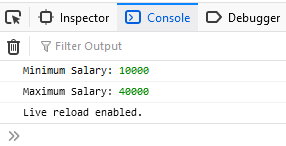 Inspector Console Debugger
Filter Output
Minimum Salary: 10000
Maximum Salary: 40000
Live reload enabled.
»